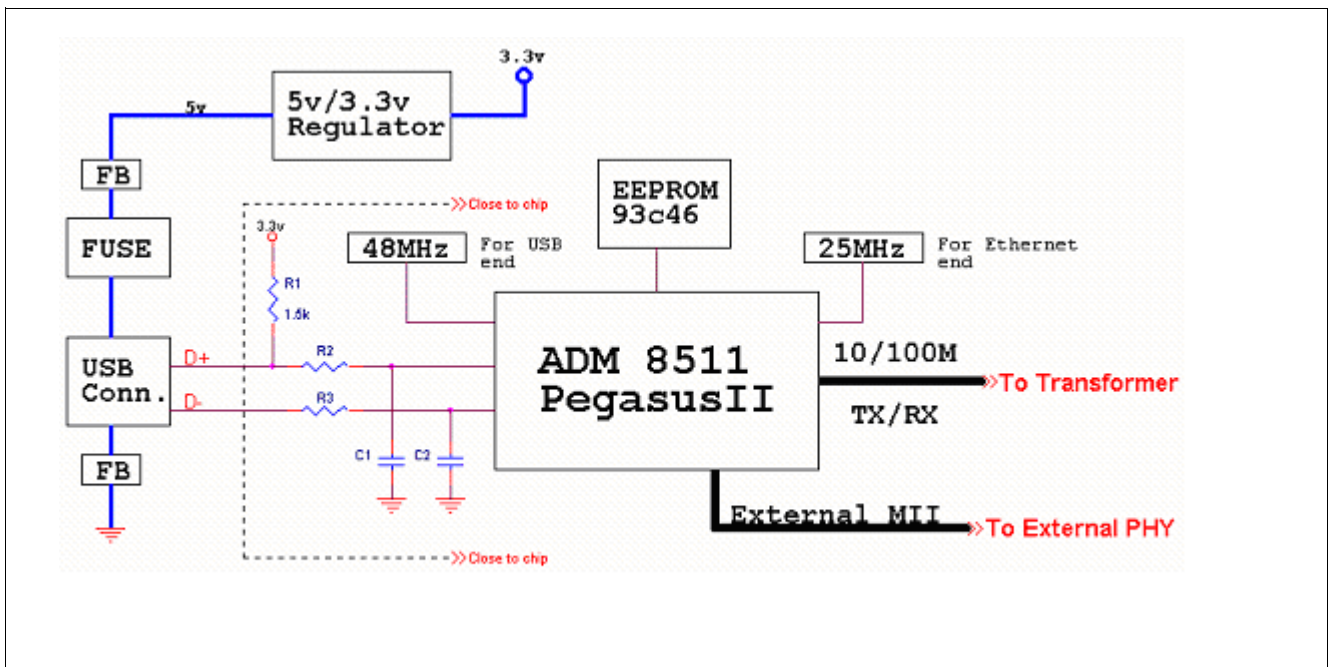 3.3v
5v
5v/3.3v
Regulator
FB
EEPROM
93c46
Close to chip
3.3v
FUSE
48MHz
For USB
end
25MHz
For Ethernet
end
R1
1.5k
USB
Conn.
D+
R2
D-
R3
ADM 8511
PegasusII
10/100M
To Transformer
TX/RX
C1
C2
FB
External MII
To External PHY
Close to chip